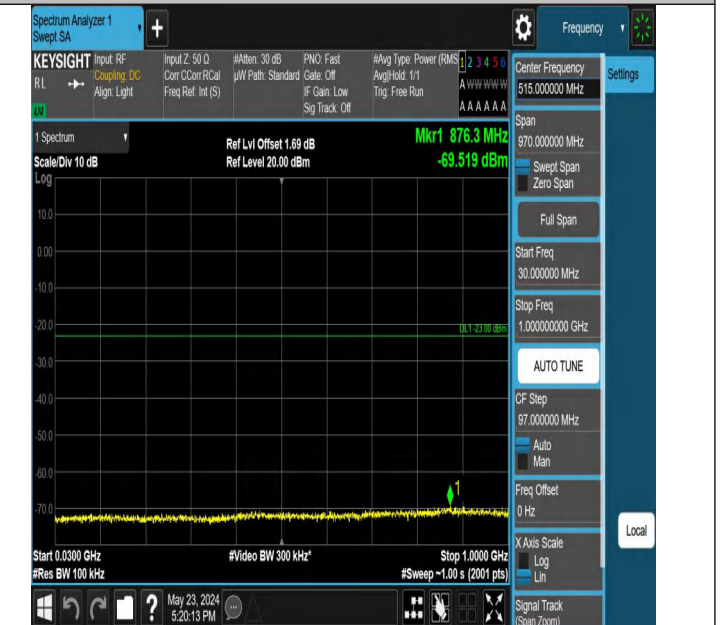 Spectrum Analyzer 1
Swept SA
+
Frequency
KEYSIGHT
RL
Input: RF
Coupling: DC
Align: Light
Input Z: 50 Ω
Corr CCorr RCal
Freq Ref: Int (S)
#Atten: 30 dB
µW Path: Standard
PNO: Fast
Gate: Off
IF Gain: Low
Sig Track: Off
#Avg Type: Power (RMS
Avg|Hold: 1/1
Trig: Free Run
1 2 3 4 5 6
A W W W W W
A A A A A A
Center Frequency
515.000000 MHz
Settings
1 Spectrum
Scale/Div 10 dB
Ref Lvl Offset 1.69 dB
Ref Level 20.00 dBm
Mkr1 876.3 MHz
-69.519 dBm
Span
970.000000 MHz
Swept Span
Zero Span
Full Span
Start Freq
30.000000 MHz
Stop Freq
1.000000000 GHz
AUTO TUNE
CF Step
97.000000 MHz
Auto
Man
Freq Offset
0 Hz
X Axis Scale
Log
Lin
Signal Track
(Span Zoom)
Local
Log
10.0
0.00
-10.0
-20.0
-30.0
-40.0
-50.0
-60.0
-70.0
DL1 -23.00 dBm
1
Start 0.0300 GHz
#Res BW 100 kHz
#Video BW 300 kHz*
Stop 1.0000 GHz
#Sweep ~1.00 s (2001 pts)
?
May 23, 2024
5:20:13 PM